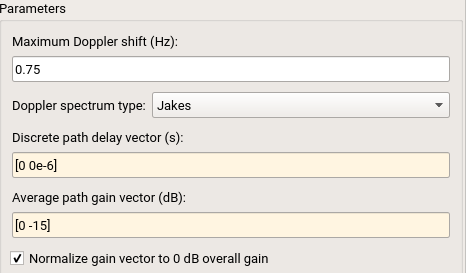 Parameters
Maximum Doppler shift (Hz):
0.75
Doppler spectrum type: Jakes
Discrete path delay vector (s):
[0 0e-6]
Average path gain vector (dB):
[0 -15]
Normalize gain vector to 0 dB overall gain